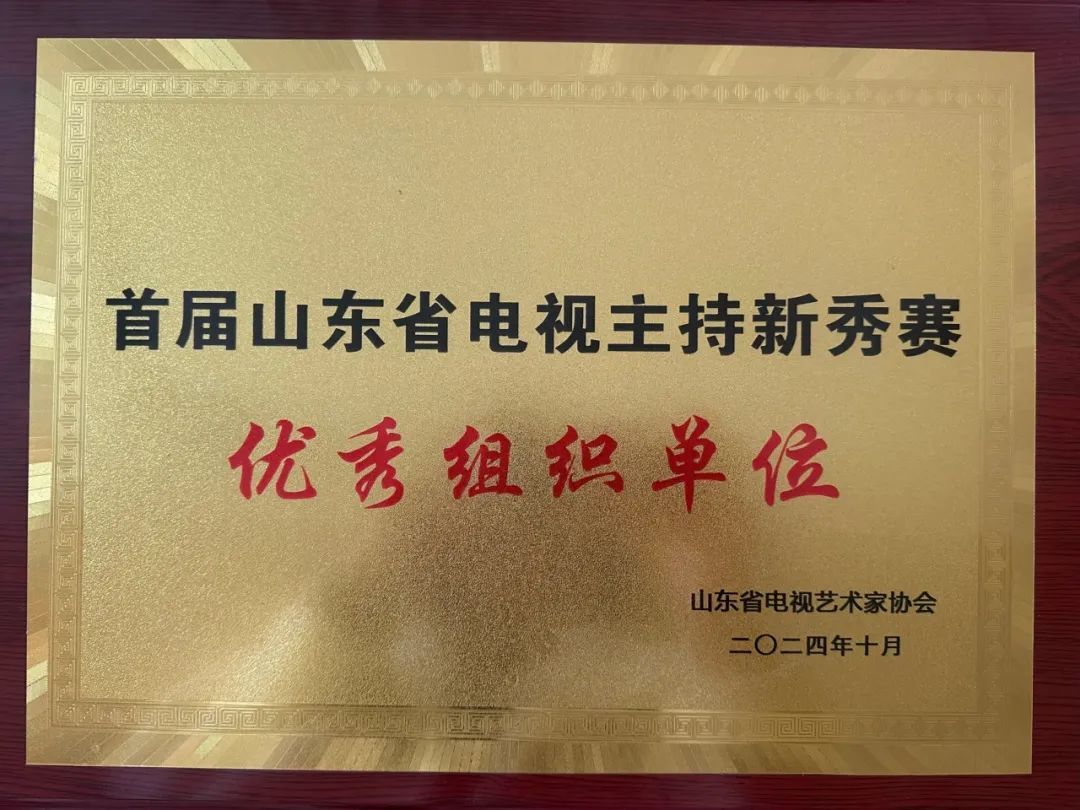 首届山东省电视主持新秀赛
优秀组织单位
山东省电视艺术家协会
二〇二四年十月